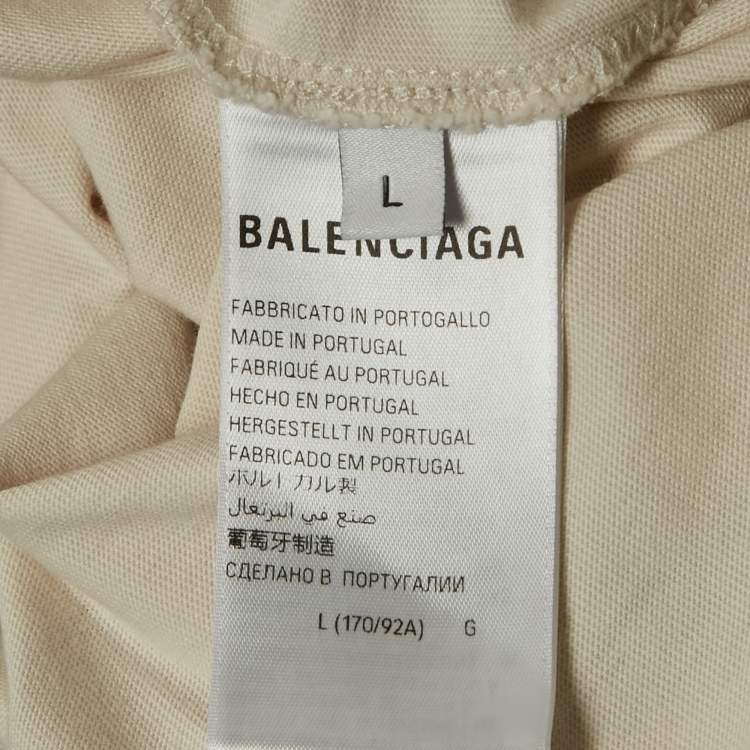 L
BALENCIAGA
FABBRICATO IN PORTOGALLO
MADE IN PORTUGAL
FABRIQUÉ AU PORTUGAL
HECHO EN PORTUGAL
HERGESTELLT IN PORTUGAL
FABRICADO EM PORTUGAL
ポルトガル製
صنع في البرتغال
葡萄牙制造
СДЕЛАНО В ПОРТУГАЛИИ
L (170/92A) G